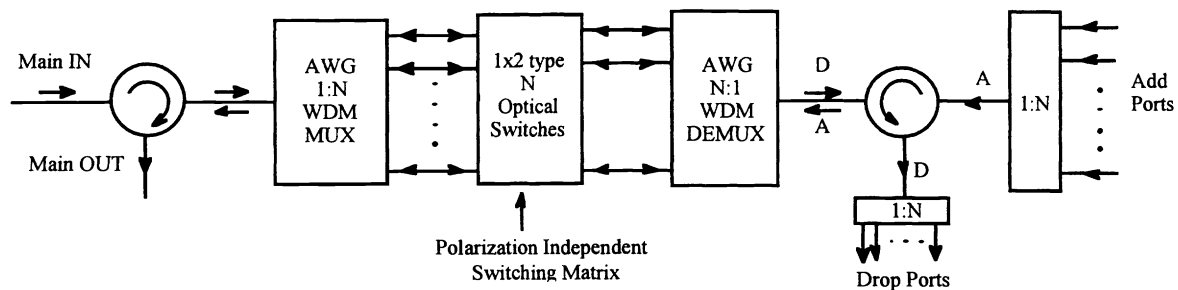 Main IN
Main OUT
AWG
1:N
WDM
MUX
1x2 type
N
Optical
Switches
Polarization Independent
Switching Matrix
AWG
N:1
WDM
DEMUX
D
A
A
D
1:N
Drop Ports
1:N
Add
Ports